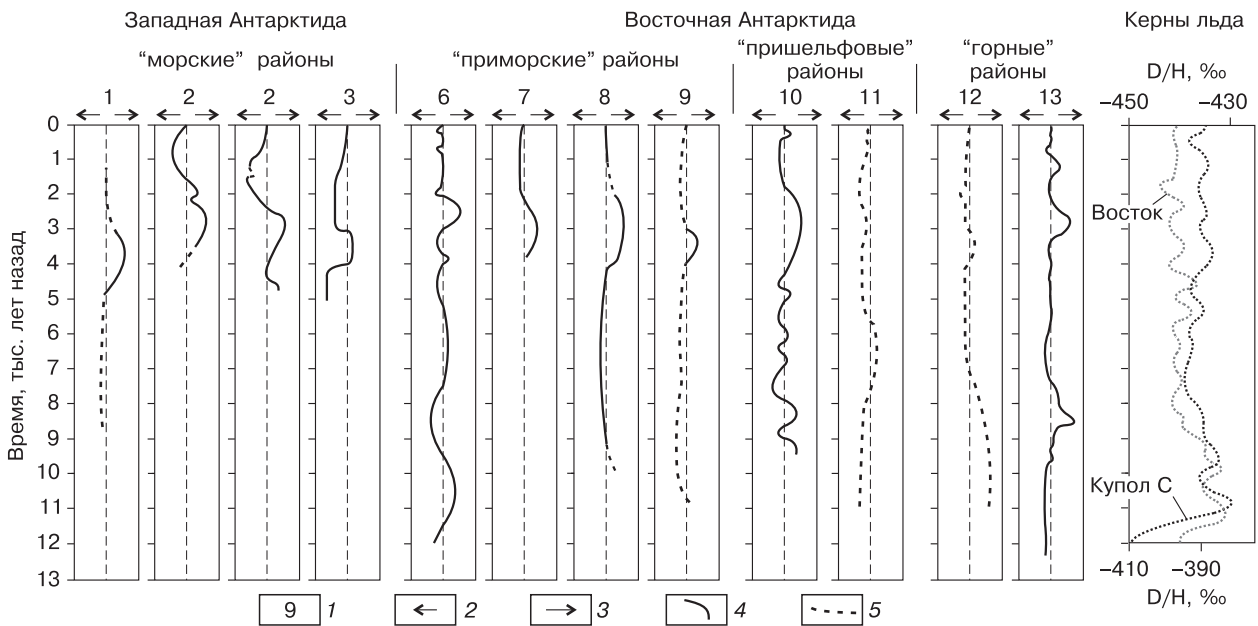 Западная Антарктида
Восточная Антарктида
Керны льда
“морские” районы
“приморские” районы
“пришельфовые” районы
“горные” районы
D/H, ‰
1 2 2 3 6 7 8 9 10 11 12 13
–450 –430
Время, тыс. лет назад
0
1
2
3
4
5
6
7
8
9
10
11
12
13
Восток
Купол С
–410 –390
D/H, ‰
9 1 2 3 4 5